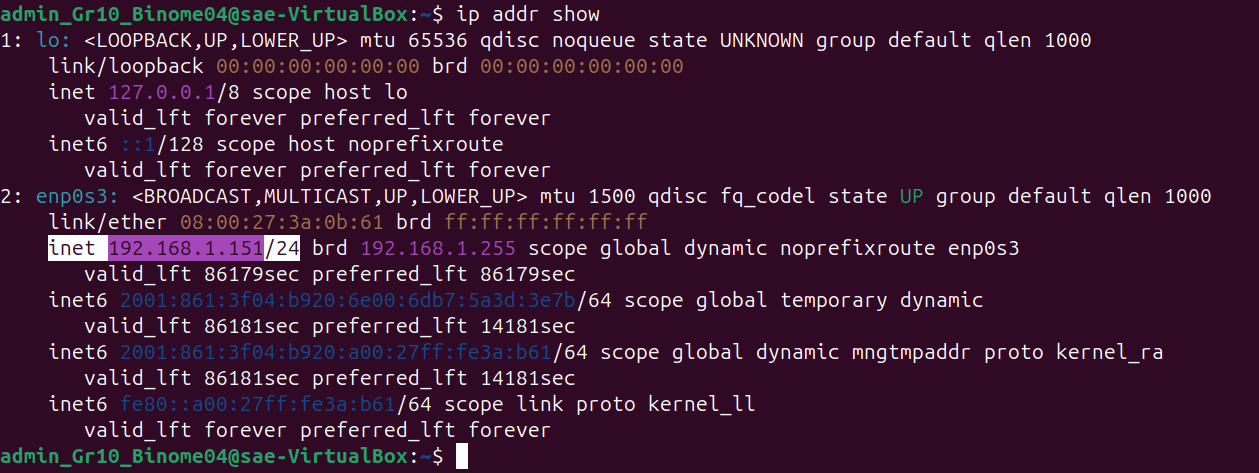 admin_Gr10_Binome04@sae-VirtualBox:~$ ip addr show
1: lo: <LOOPBACK,UP,LOWER_UP> mtu 65536 qdisc noqueue state UNKNOWN group default qlen 1000
    link/loopback 00:00:00:00:00:00 brd 00:00:00:00:00:00
    inet 127.0.0.1/8 scope host lo
       valid_lft forever preferred_lft forever
    inet6 ::1/128 scope host noprefixroute
       valid_lft forever preferred_lft forever
2: enp0s3: <BROADCAST,MULTICAST,UP,LOWER_UP> mtu 1500 qdisc fq_codel state UP group default qlen 1000
    link/ether 08:00:27:3a:0b:61 brd ff:ff:ff:ff:ff:ff
    inet 192.168.1.151/24 brd 192.168.1.255 scope global dynamic noprefixroute enp0s3
       valid_lft 86179sec preferred_lft 86179sec
    inet6 2001:861:3f04:b920:6e00:6db7:5a3d:3e7b/64 scope global temporary dynamic
       valid_lft 86181sec preferred_lft 14181sec
    inet6 2001:861:3f04:b920:a00:27ff:fe3a:b61/64 scope global dynamic mngtmpaddr proto kernel_ra
       valid_lft 86181sec preferred_lft 14181sec
    inet6 fe80::a00:27ff:fe3a:b61/64 scope link proto kernel_ll
       valid_lft forever preferred_lft forever
admin_Gr10_Binome04@sae-VirtualBox:~$